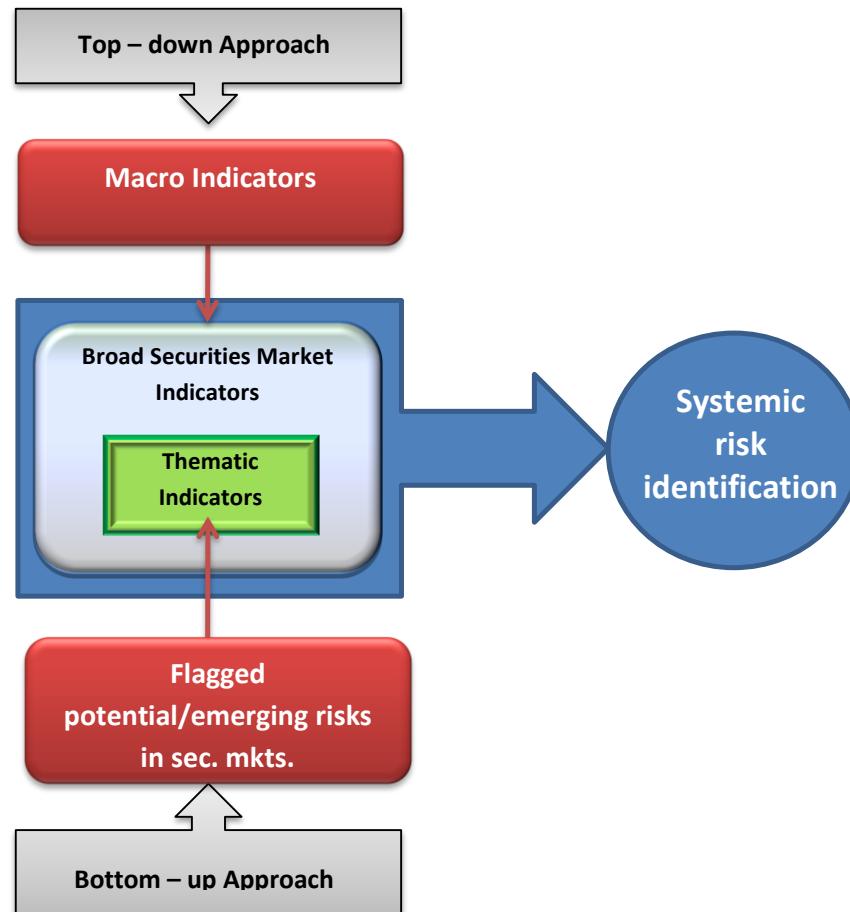 Top – down Approach
Macro Indicators
Broad Securities Market
Indicators
Thematic
Indicators
Systemic
risk
identification
Flagged
potential/emerging risks
in sec. mkts.
Bottom – up Approach